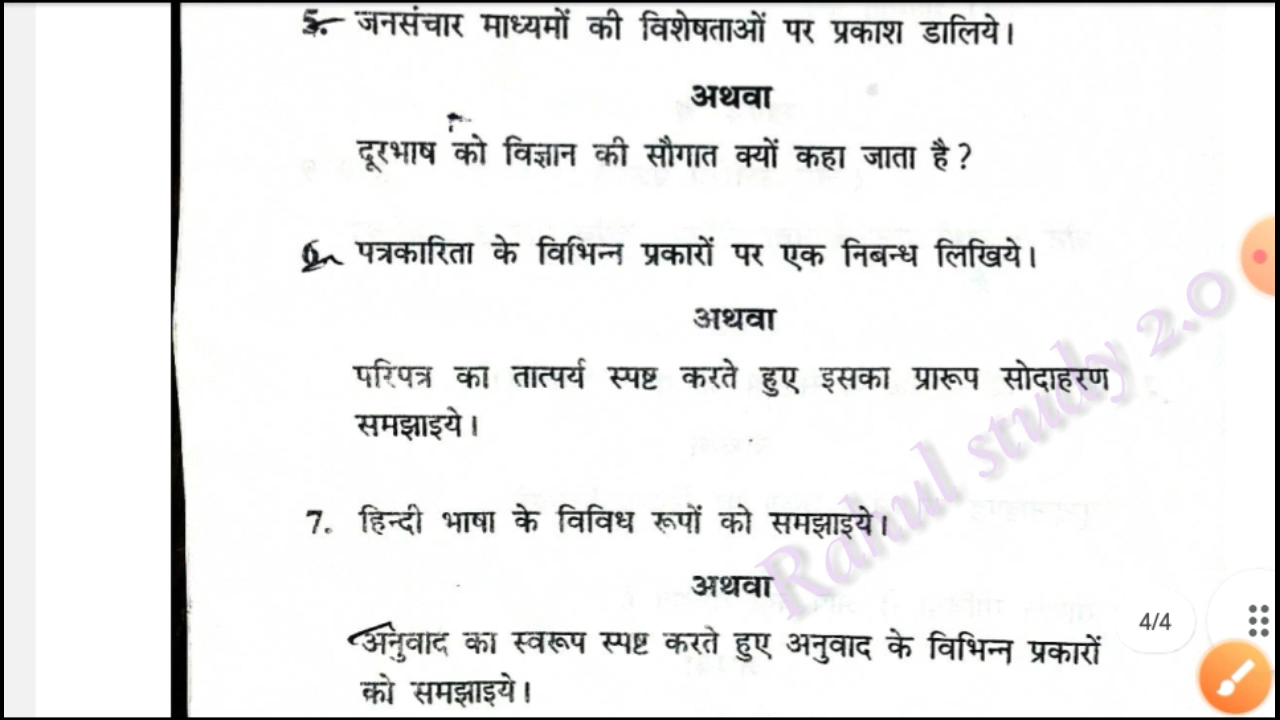 5. जनसंचार माध्यमों की विशेषताओं पर प्रकाश डालिये।
अथवा
दूरभाष को विज्ञान की सौगात क्यों कहा जाता है?
6. पत्रकारिता के विभिन्न प्रकारों पर एक निबन्ध लिखिये।
अथवा
परिपत्र का तात्पर्य स्पष्ट करते हुए इसका प्रारूप सोदाहरण
समझाइये।
7. हिन्दी भाषा के विविध रूपों को समझाइये।
अथवा
अनुवाद का स्वरूप स्पष्ट करते हुए अनुवाद के विभिन्न प्रकारों
को समझाइये।
Rahul study 2.0
4/4